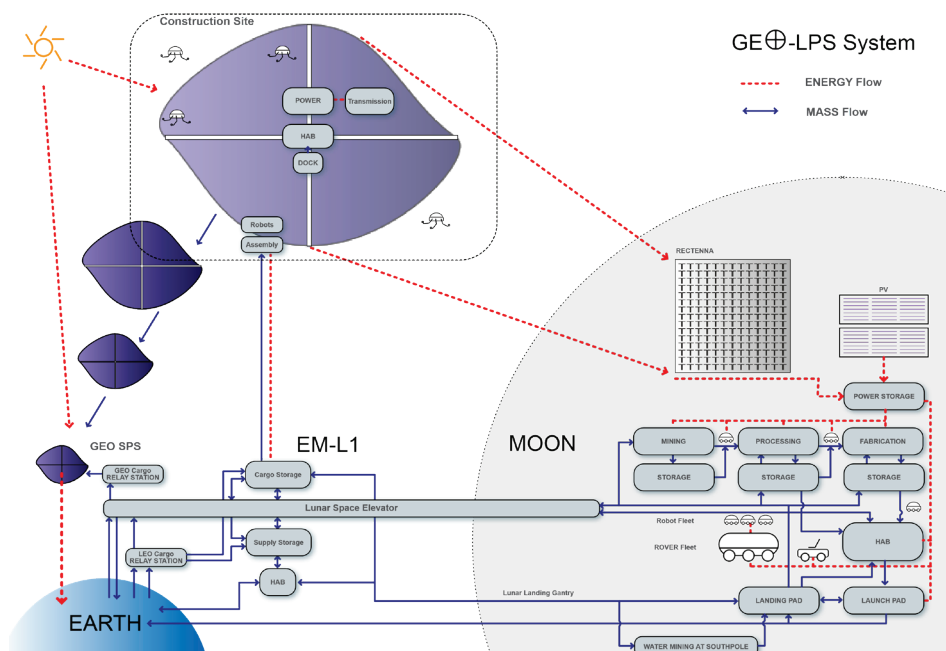 Construction Site
GE⊕-LPS System
ENERGY Flow
MASS Flow
POWER
Transmission
HAB
DOCK
Robots
Assembly
RECTENNA
PV
POWER STORAGE
GEO SPS
EM-L1
MOON
MINING
PROCESSING
FABRICATION
GEO Cargo
RELAY STATION
Cargo Storage
STORAGE
STORAGE
STORAGE
Lunar Space Elevator
Robot Fleet
Supply Storage
HAB
ROVER Fleet
LEO Cargo
RELAY STATION
HAB
Lunar Landing Gantry
LANDING PAD
LAUNCH PAD
EARTH
WATER MINING AT SOUTHPOLE